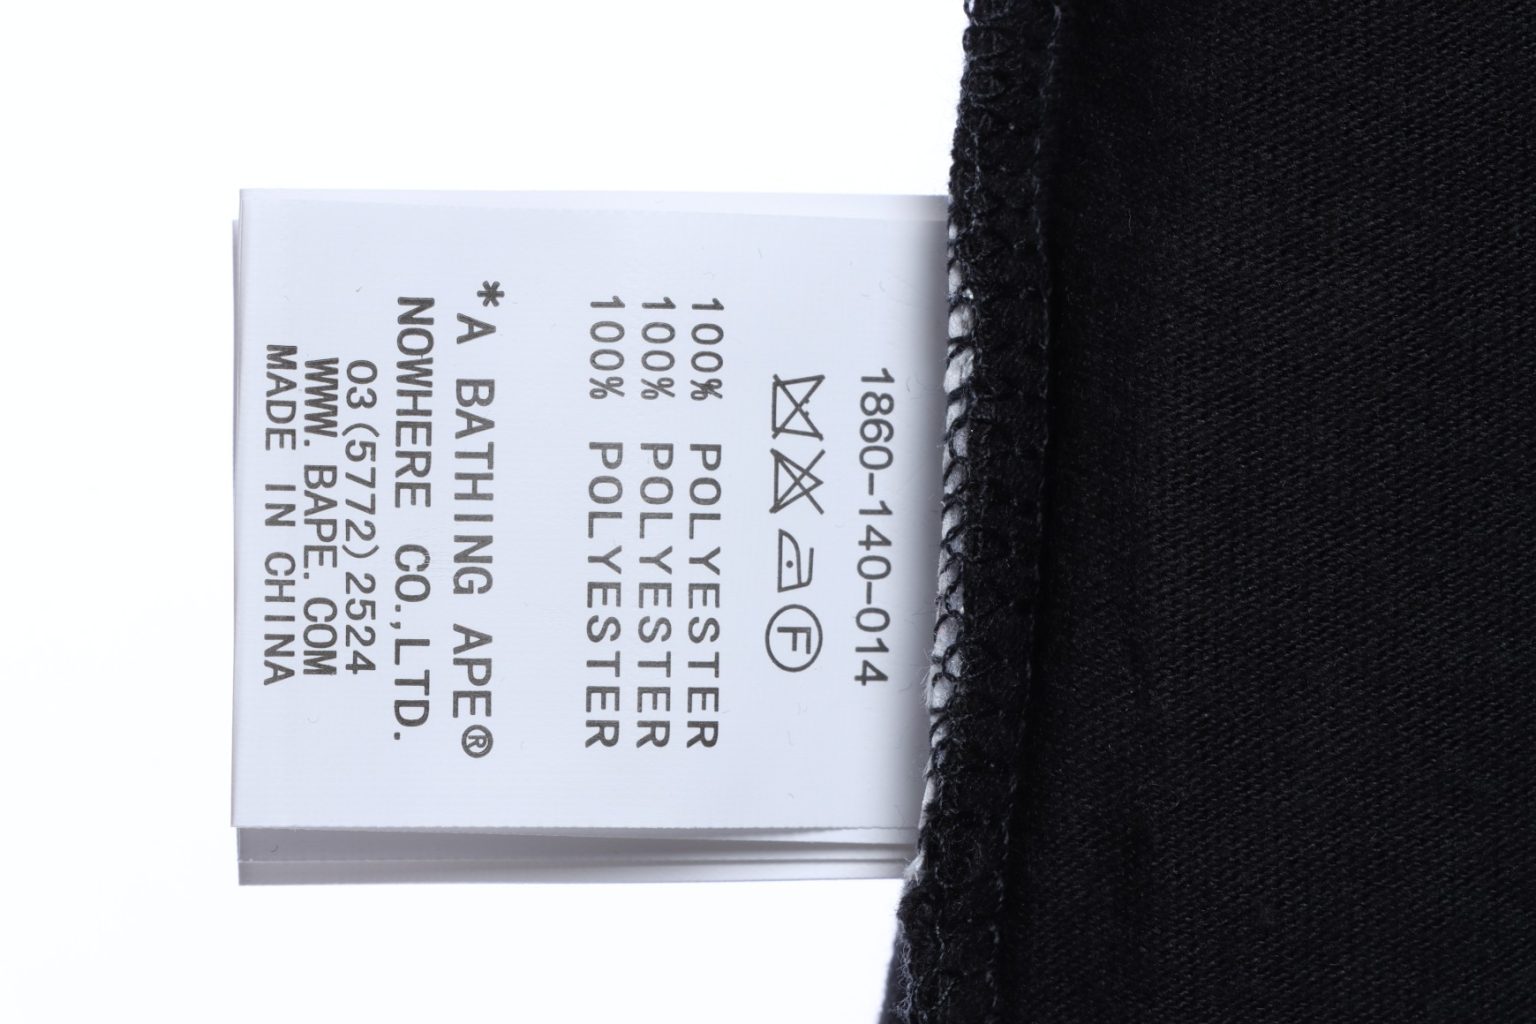 1860-140-014
F
100% POLYESTER
100% POLYESTER
100% POLYESTER
*A BATHING APE®
NOWHERE CO.,LTD.
03(5772)2524
WWW.BAPE.COM
MADE IN CHINA